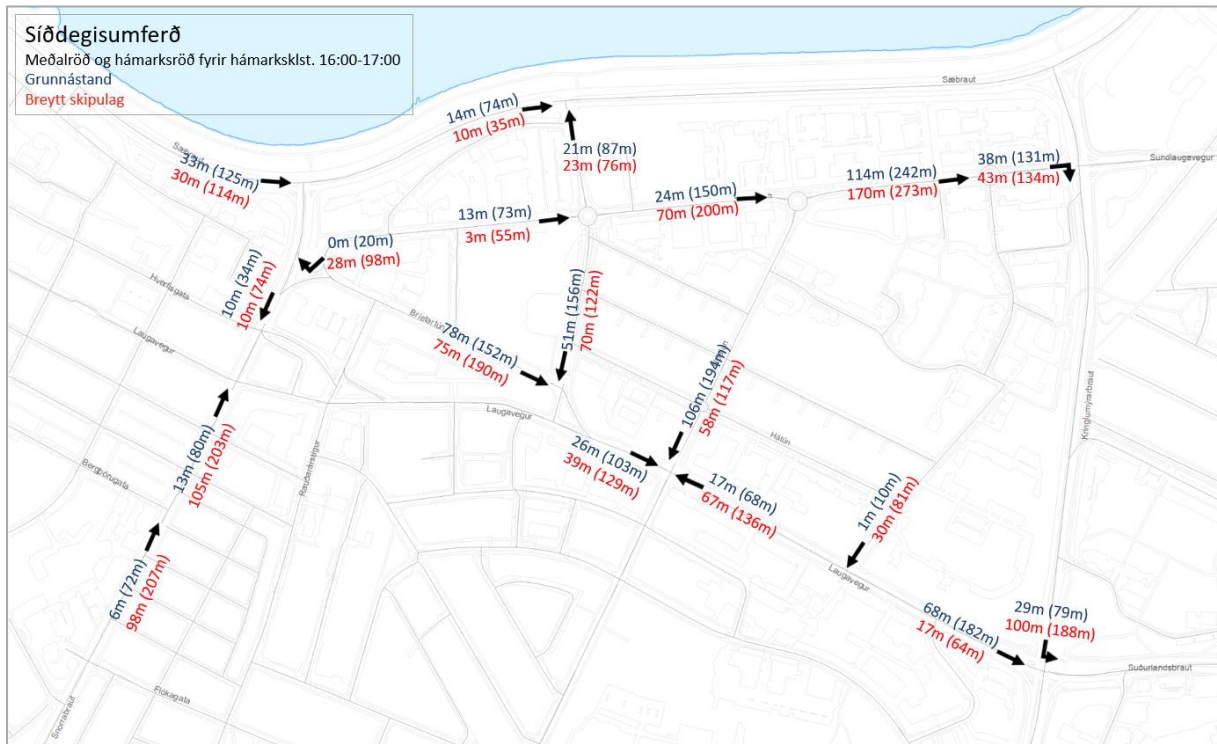 Síðdegisumferð
Meðalröð og hámarksröð fyrir hámarksklst. 16:00-17:00
Grunnástand
Breytt skipulag
Sæbraut
14m (74m)
10m (35m)
Sæbraut
33m (125m)
30m (114m)
21m (87m)
23m (76m)
38m (131m)
43m (134m)
Sundlaugavegur
114m (242m)
170m (273m)
24m (150m)
70m (200m)
13m (73m)
3m (55m)
0m (20m)
28m (98m)
10m (34m)
10m (74m)
Hverfisgata
Laugavegur
51m (156m)
70m (122m)
78m (152m)
75m (190m)
106m (194m)
58m (117m)
Laugavegur
Hátún
Kringlumýrarbraut
26m (103m)
39m (129m)
17m (68m)
67m (136m)
13m (80m)
105m (203m)
Rauðarárstígur
Bergþórugata
1m (10m)
30m (81m)
Laugavegur
6m (72m)
98m (207m)
68m (182m)
17m (64m)
29m (79m)
100m (188m)
Suðurlandsbraut
Flókagata
Snorrabraut